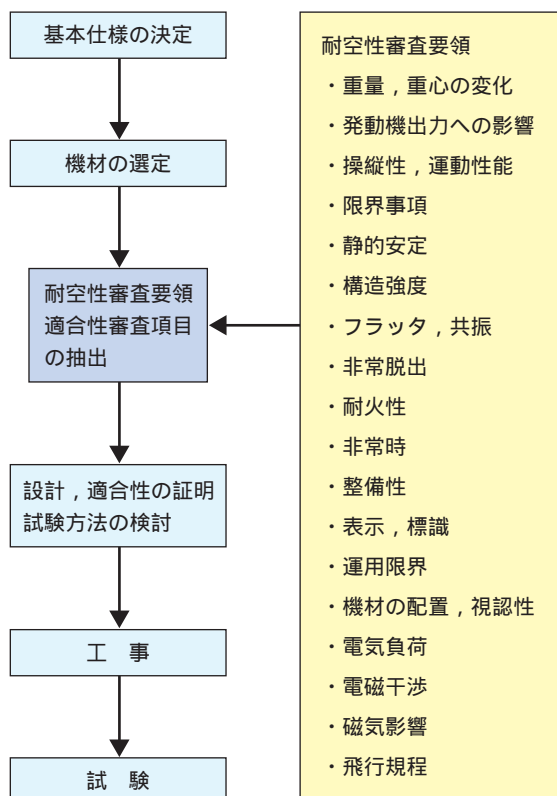 基本仕様の決定
機材の選定
耐空性審査要領
適合性審査項目
の抽出
設計，適合性の証明
試験方法の検討
工　事
試　験
耐空性審査要領
・重量，重心の変化
・発動機出力への影響
・操縦性，運動性能
・限界事項
・静的安定
・構造強度
・フラッタ，共振
・非常脱出
・耐火性
・非常時
・整備性
・表示，標識
・運用限界
・機材の配置，視認性
・電気負荷
・電磁干渉
・磁気影響
・飛行規程